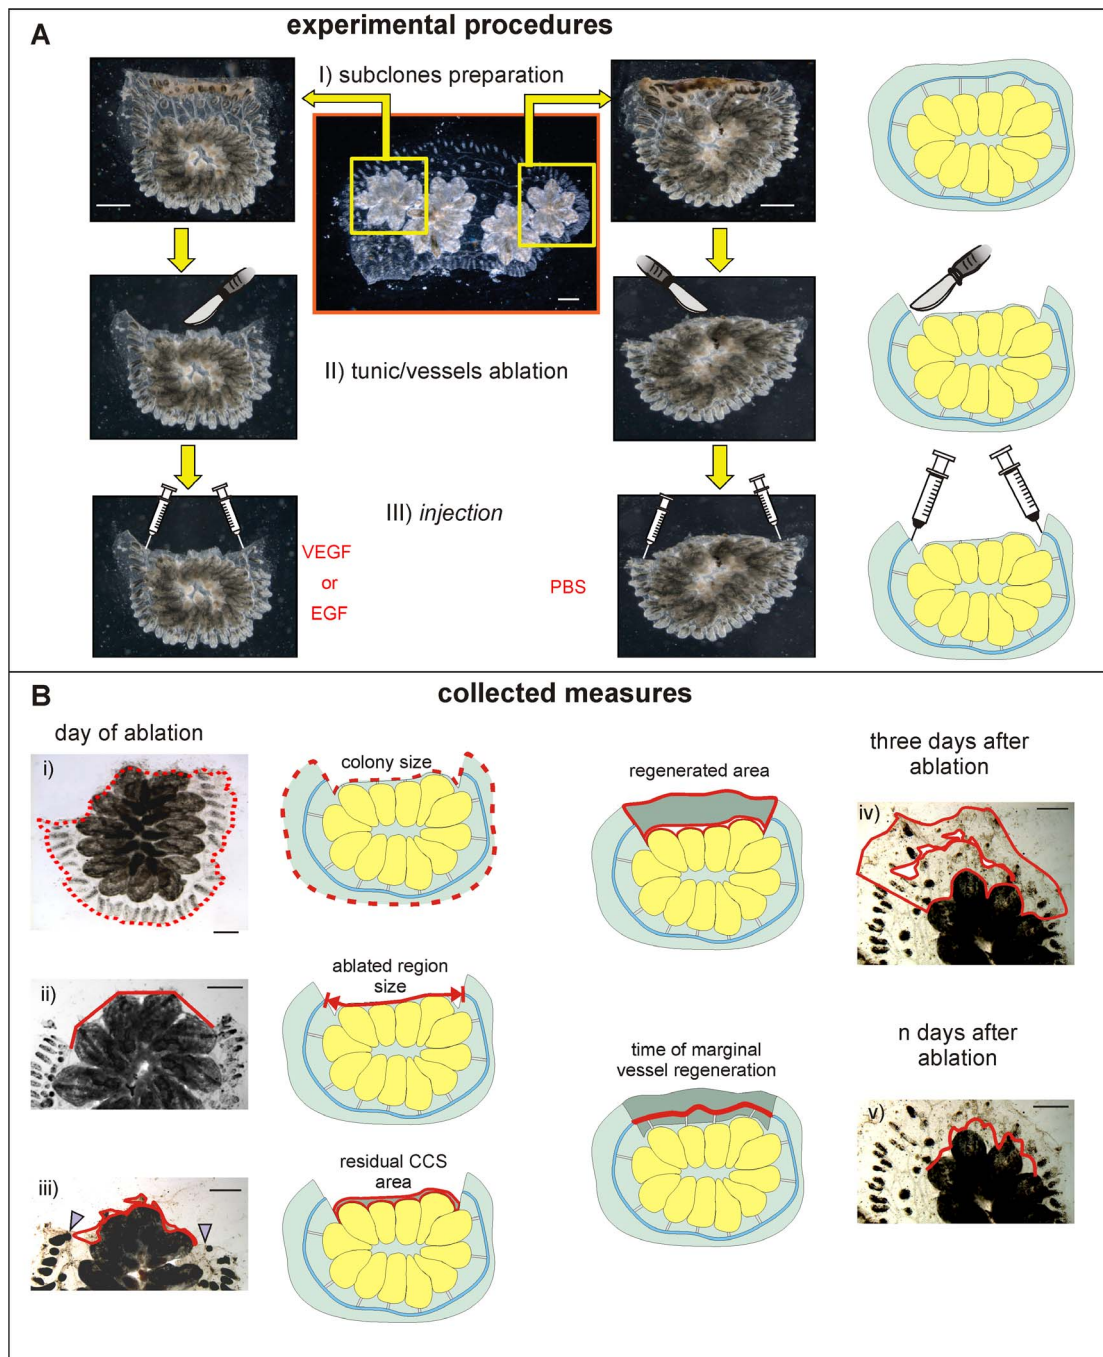 A
experimental procedures
I) subclones preparation
II) tunic/vessels ablation
III) injection
VEGF
or
EGF
PBS
B
collected measures
day of ablation
i)
colony size
regenerated area
three days after
ablation
iv)
ii)
ablated region
size
time of marginal
vessel regeneration
n days after
ablation
v)
iii)
residual CCS
area